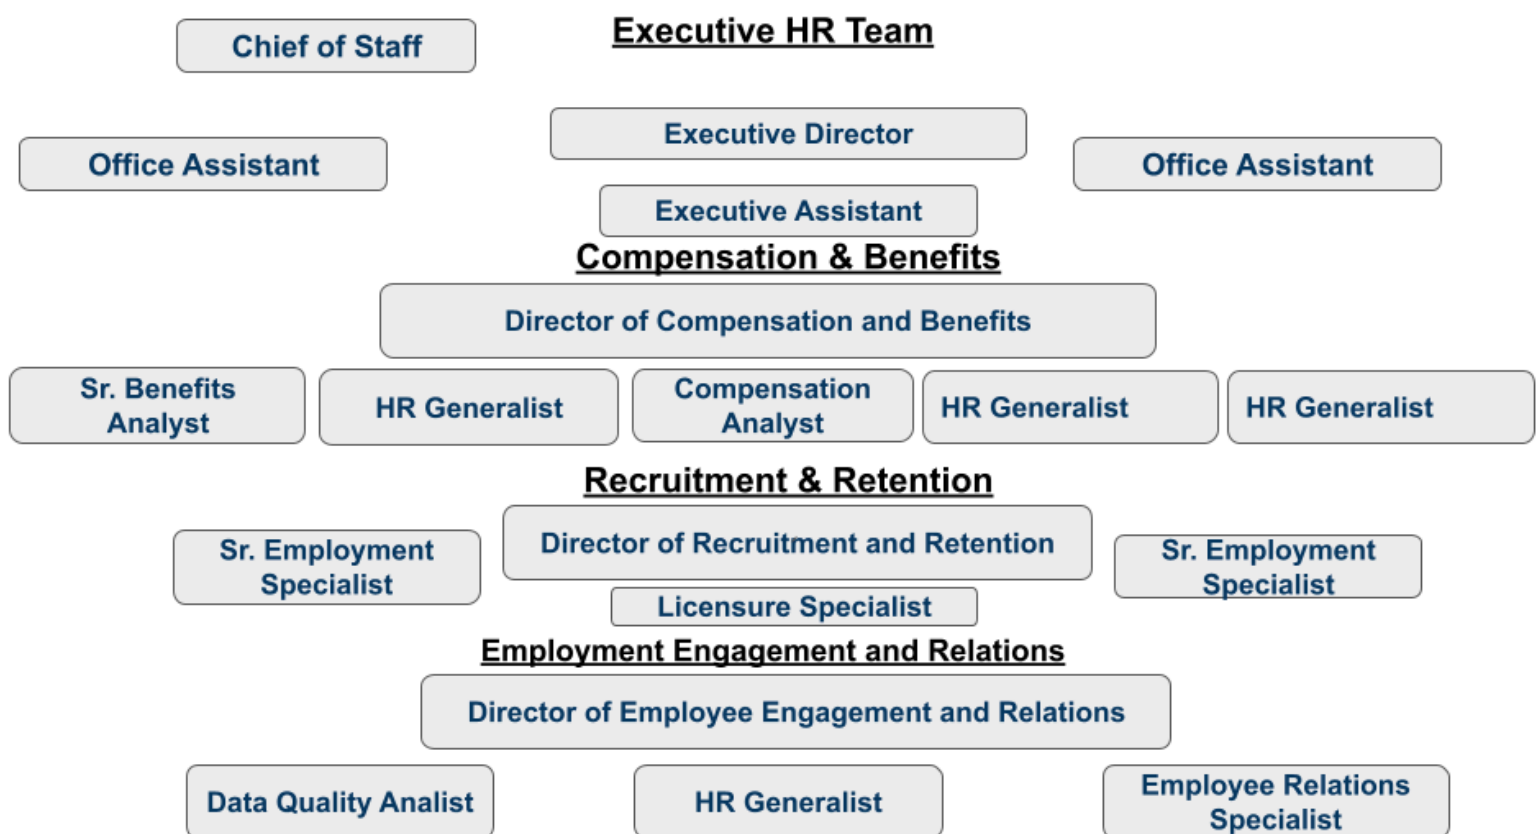 Executive HR Team
Chief of Staff
Executive Director
Office Assistant
Office Assistant
Executive Assistant
Compensation & Benefits
Director of Compensation and Benefits
Sr. Benefits
Analyst
HR Generalist
Compensation
Analyst
HR Generalist
HR Generalist
Recruitment & Retention
Sr. Employment
Specialist
Director of Recruitment and Retention
Sr. Employment
Specialist
Licensure Specialist
Employment Engagement and Relations
Director of Employee Engagement and Relations
Data Quality Analist
HR Generalist
Employee Relations
Specialist